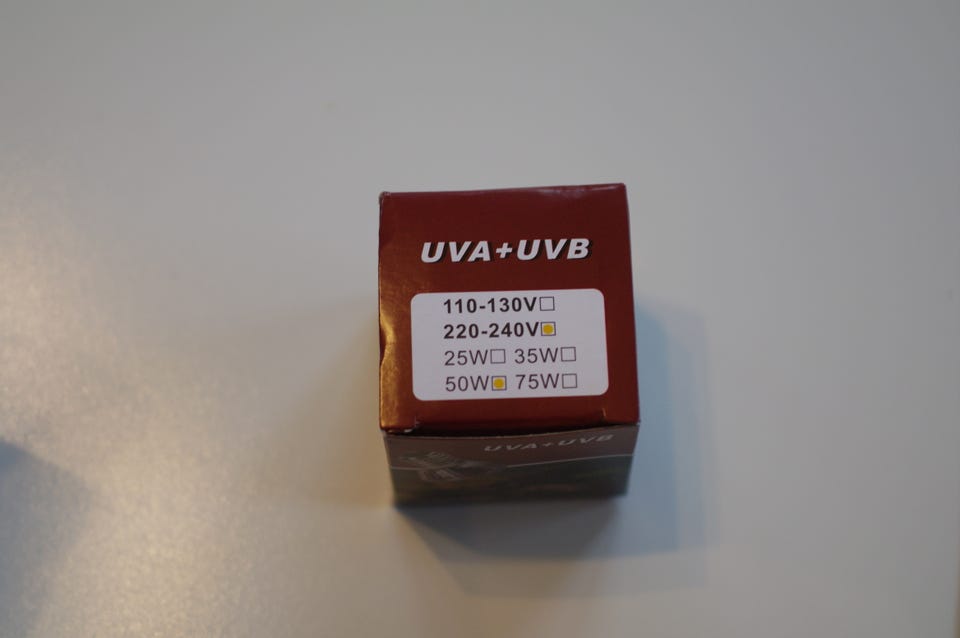 UVA+UVB
110-130V☐
220-240V☑
25W☐ 35W☐
50W☑ 75W☐
UVA+UVB